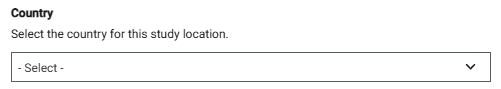 Country
Select the country for this study location.
- Select -